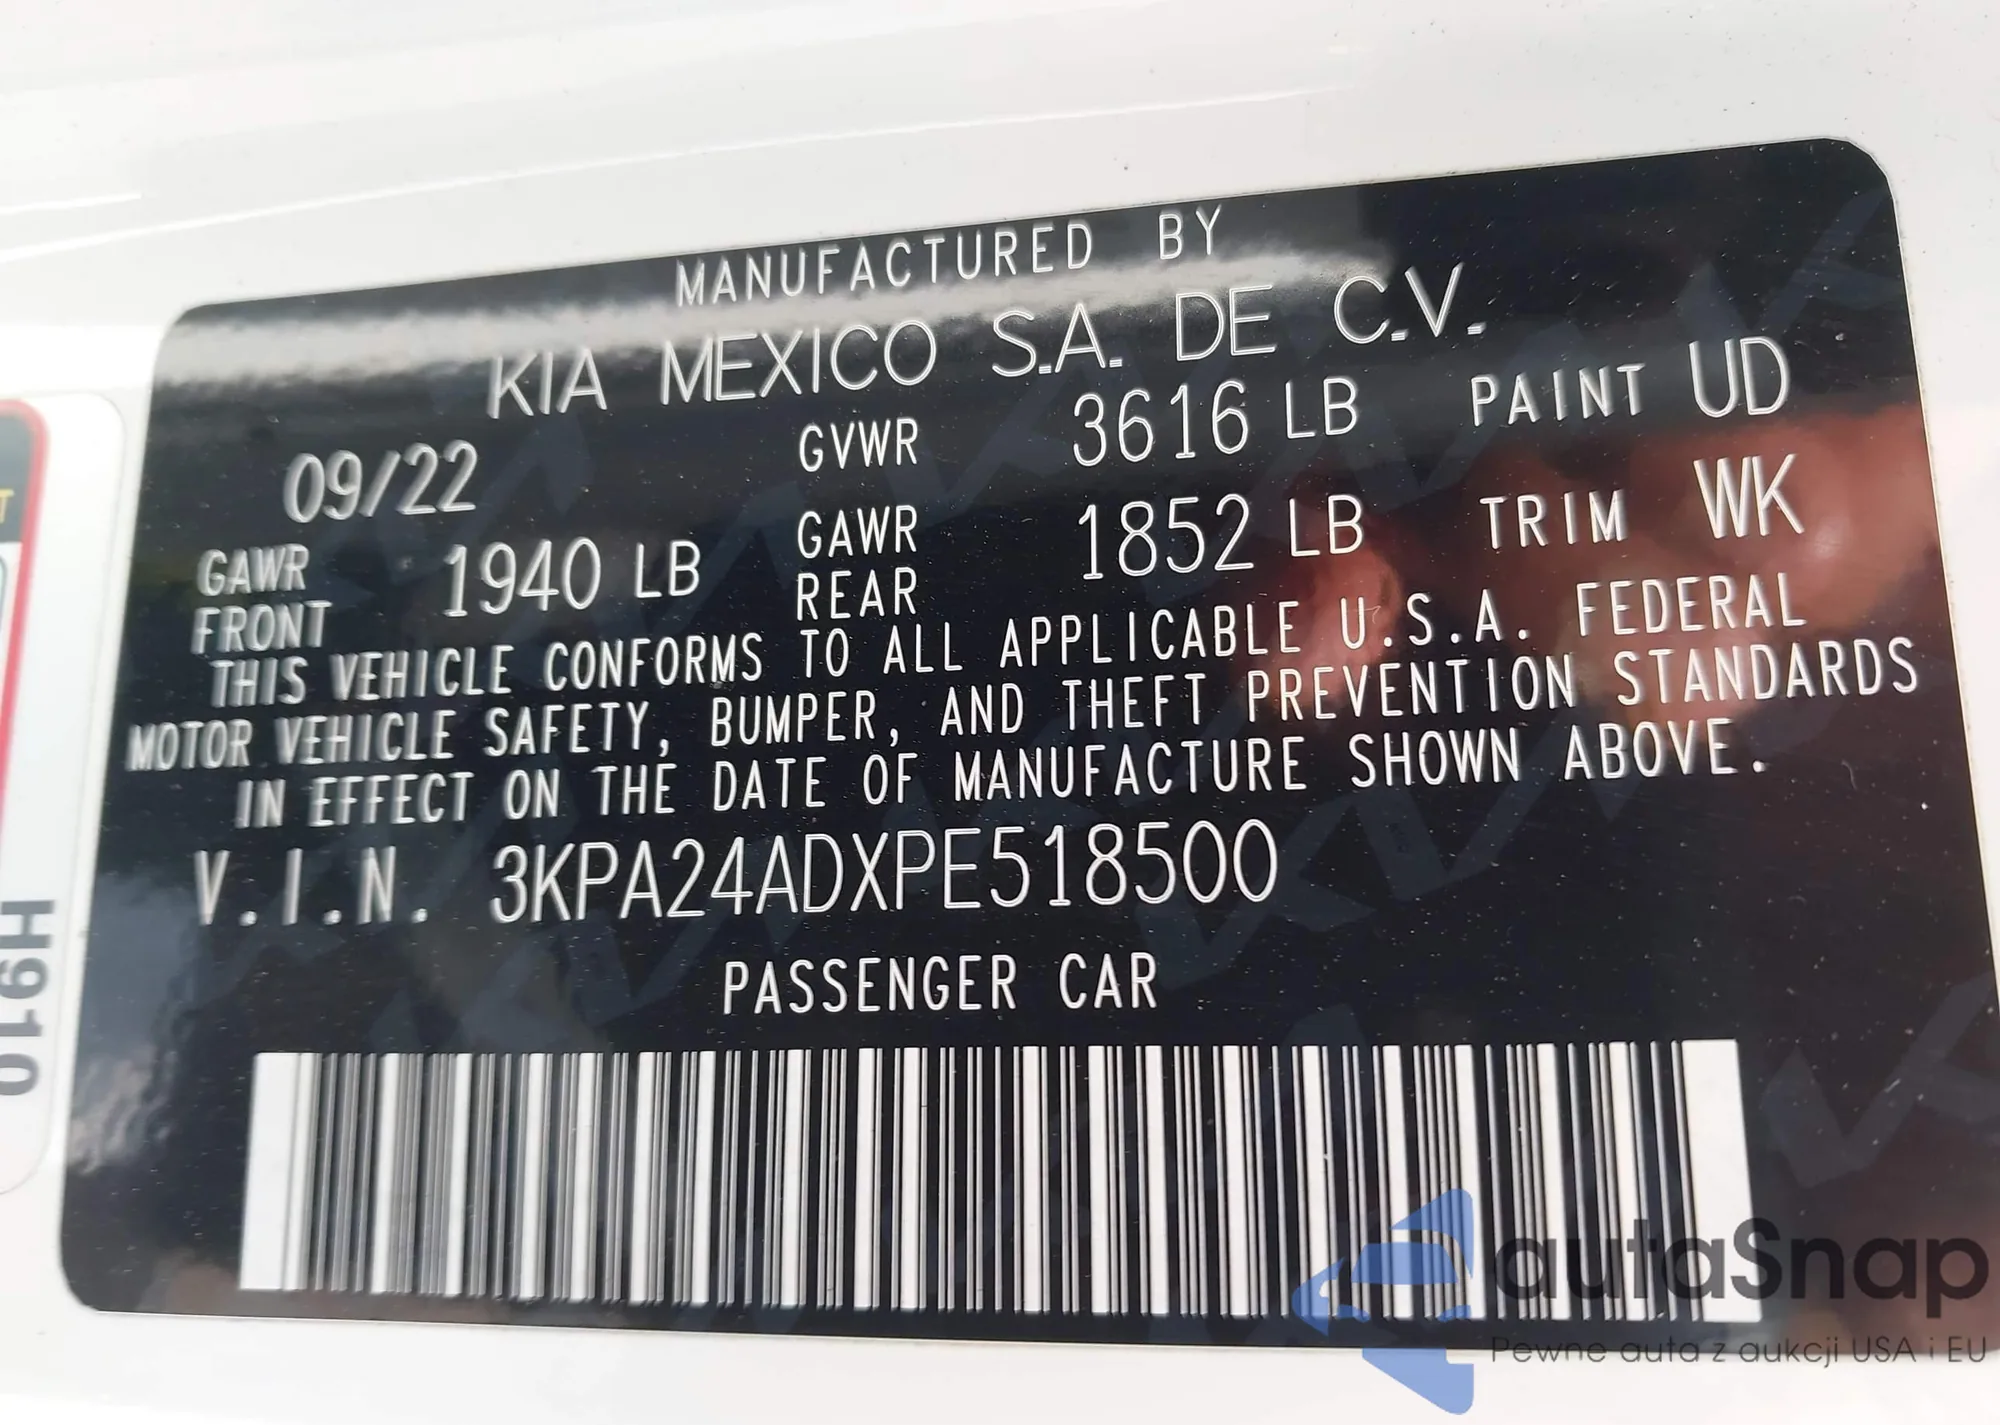 MANUFACTURED BY
KIA MEXICO S.A. DE C.V.
09/22 GVWR 3616 LB PAINT UD
GAWR FRONT 1940 LB GAWR REAR 1852 LB TRIM WK
THIS VEHICLE CONFORMS TO ALL APPLICABLE U.S.A. FEDERAL
MOTOR VEHICLE SAFETY, BUMPER, AND THEFT PREVENTION STANDARDS
IN EFFECT ON THE DATE OF MANUFACTURE SHOWN ABOVE.
V.I.N. 3KPA24ADXPE518500
PASSENGER CAR
H910
autaSnap
Pewne auta z aukcji USA i EU